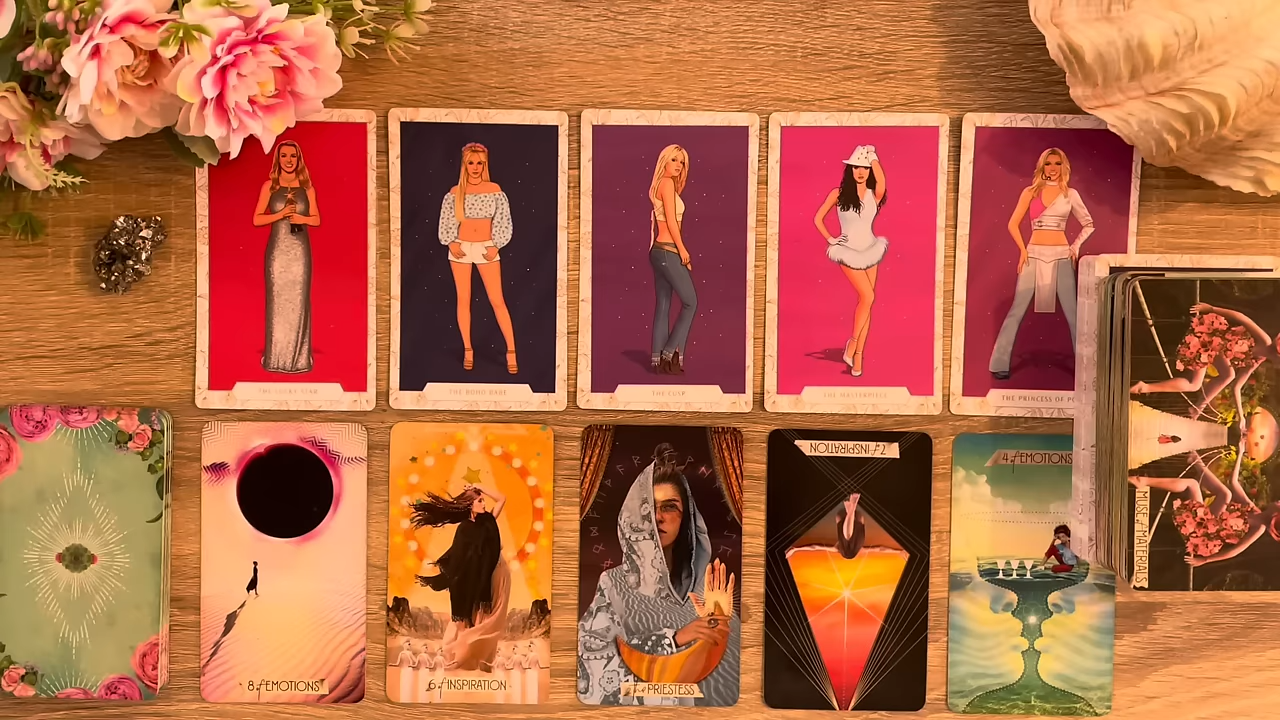 THE LUCKY STAR
THE BOHO BABE
THE CUSP
THE MASTERPIECE
THE PRINCESS OF P
8 of EMOTIONS
6 of INSPIRATION
the PRIESTESS
7 of INSPIRATION
4 of EMOTIONS
MUSE of MATERIALS